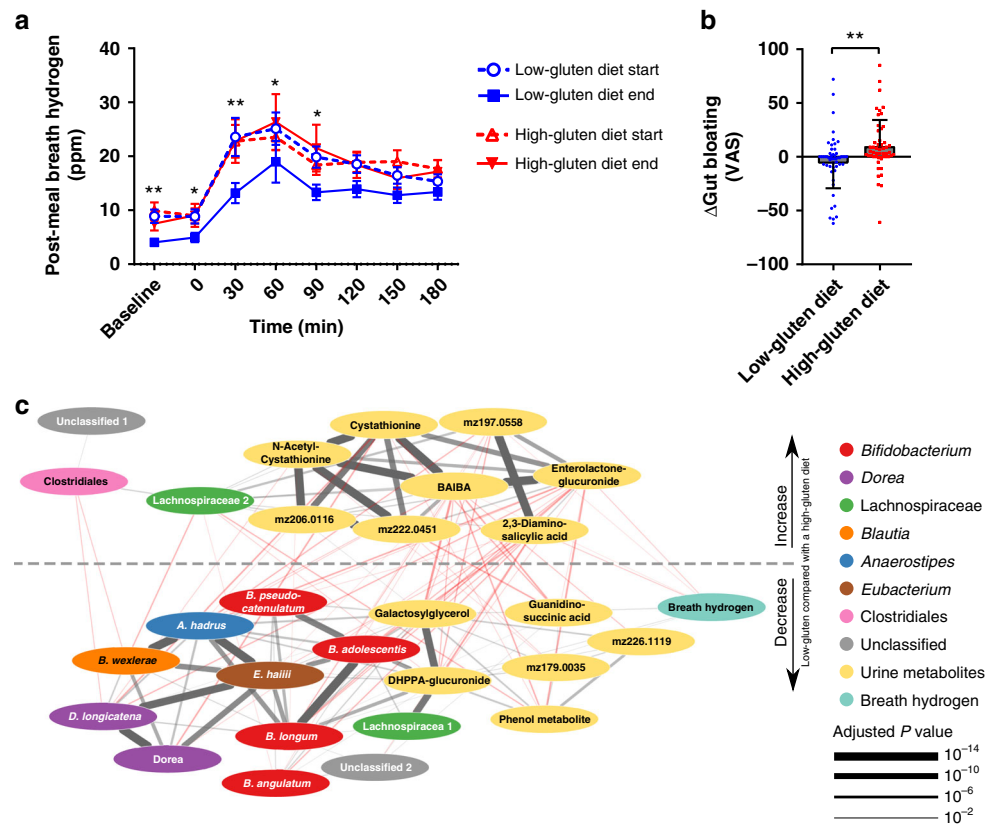 a
Post-meal breath hydrogen
(ppm)
40
30
20
10
0
**
*
**
*
*
Baseline
0
30
60
90
120
150
180
Time (min)
Low-gluten diet start
Low-gluten diet end
High-gluten diet start
High-gluten diet end
b
ΔGut bloating
(VAS)
100
50
0
−50
−100
**
Low-gluten diet
High-gluten diet
c
Unclassified 1
Clostridiales
Lachnospiraceae 2
Cystathionine
mz197.0558
N-Acetyl-
Cystathionine
Enterolactone-
glucuronide
BAIBA
mz206.0116
mz222.0451
2,3-Diamino-
salicylic acid
B. pseudo-
catenulatum
A. hadrus
Galactosylglycerol
Guanidino-
succinic acid
Breath hydrogen
B. adolescentis
mz226.1119
B. wexlerae
E. haiiii
DHPPA-glucuronide
mz179.0035
D. longicatena
Lachnospiracea 1
Phenol metabolite
B. longum
Dorea
Unclassified 2
B. angulatum
Increase
Decrease
Low-gluten compared with a high-gluten diet
Bifidobacterium
Dorea
Lachnospiraceae
Blautia
Anaerostipes
Eubacterium
Clostridiales
Unclassified
Urine metabolites
Breath hydrogen
Adjusted P value
10⁻¹⁴
10⁻¹⁰
10⁻⁶
10⁻²